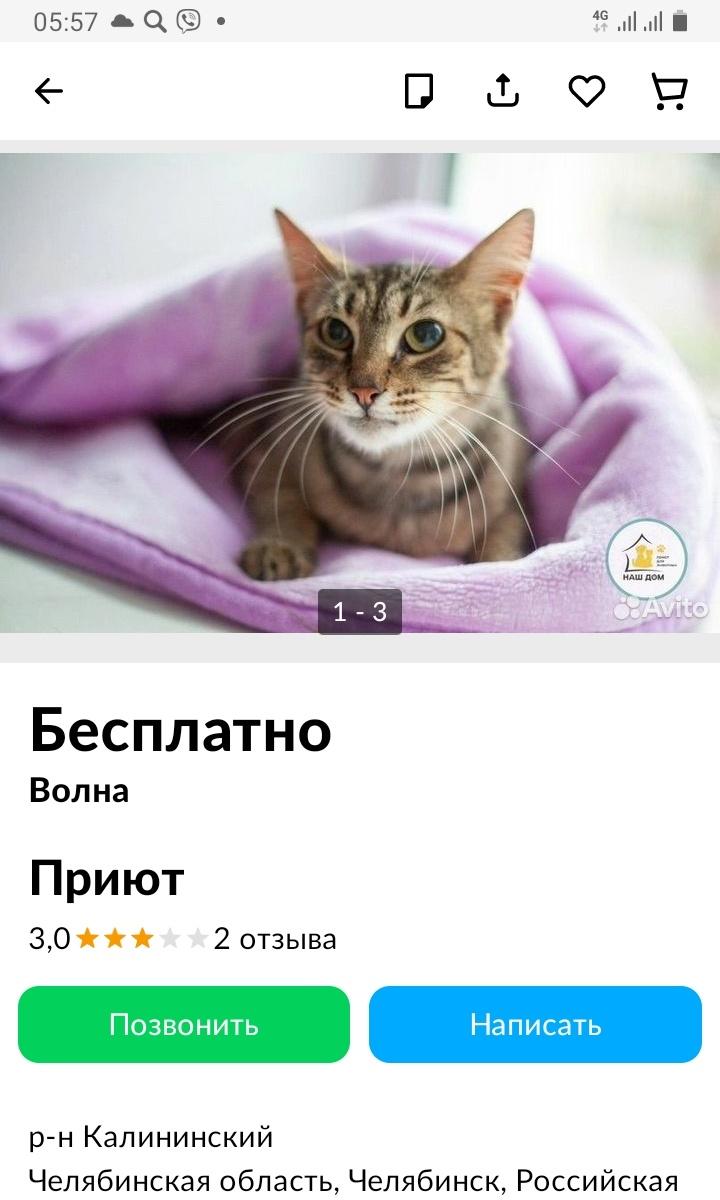 05:57
4G
НАШ ДОМ
Avito
1 - 3
Бесплатно
Волна
Приют
3,0 2 отзыва
Позвонить
Написать
р-н Калининский
Челябинская область, Челябинск, Российская